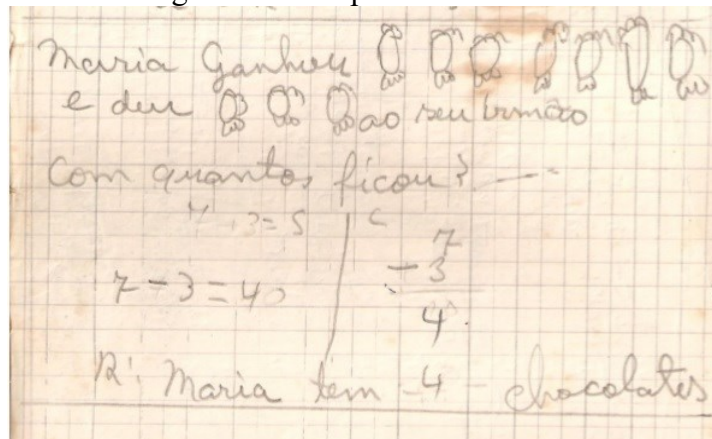 Maria Ganhou
e deu ao seu irmão
Com quantos ficou?
7 - 3 = 5
7 - 3 = 4
7
- 3
4
R: Maria tem 4 chocolates